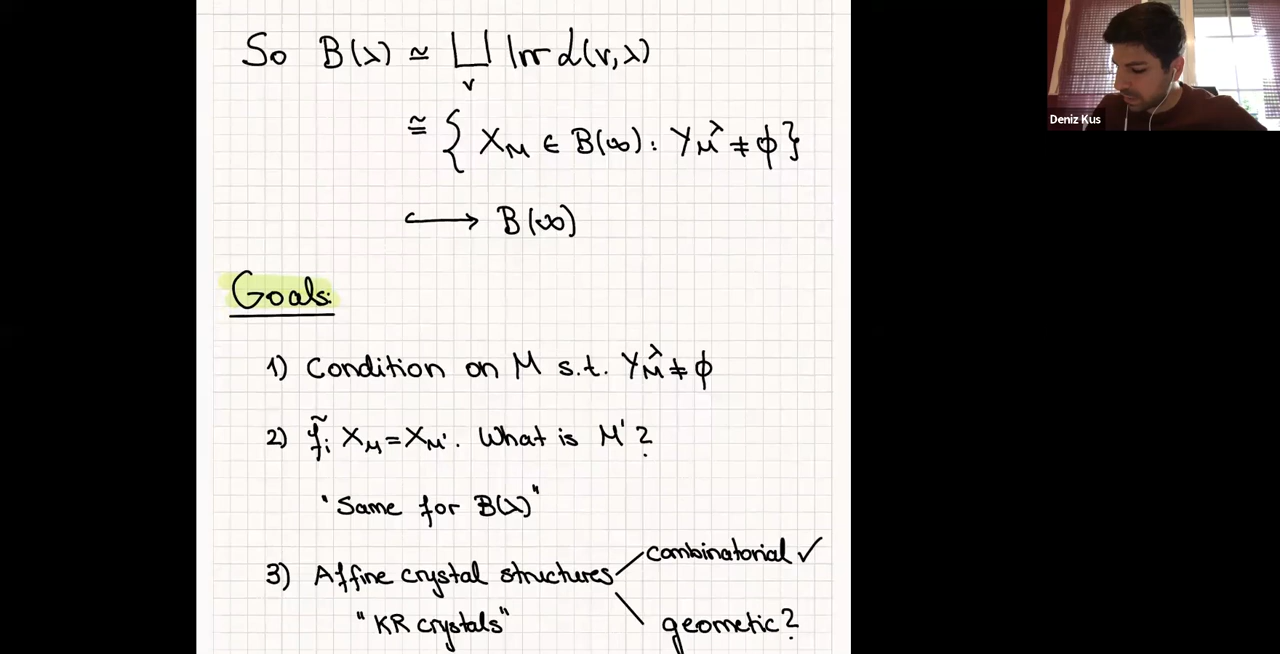 So B(λ) ≅ ⨆ Irr L(v,λ)
v
≅ { X_M ∈ B(∞) : Y_M^λ ≠ ϕ }
↪ B(∞)
Goals:
1) Condition on M s.t. Y_M^λ ≠ ϕ
2) f̃_i X_M = X_M'. What is M'?
"Same for B(λ)"
3) Affine crystal structures
combinatorial ✓
"KR crystals"
geometic?
Deniz Kus